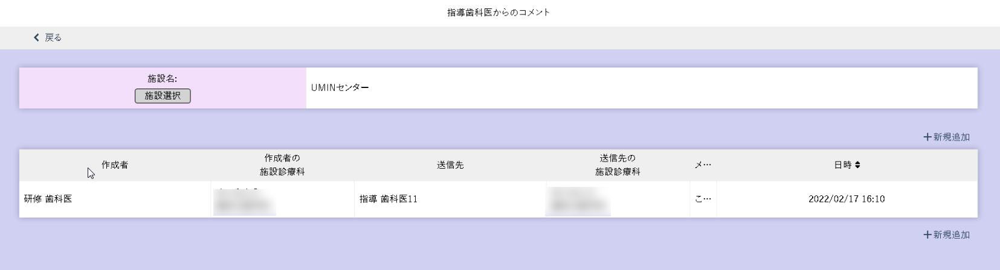 指導歯科医からのコメント
戻る
施設名:
施設選択
UMINセンター
+新規追加
作成者
作成者の
施設診療科
送信先
送信先の
施設診療科
メ…
日時
研修 歯科医
指導 歯科医11
こ…
2022/02/17 16:10
+新規追加